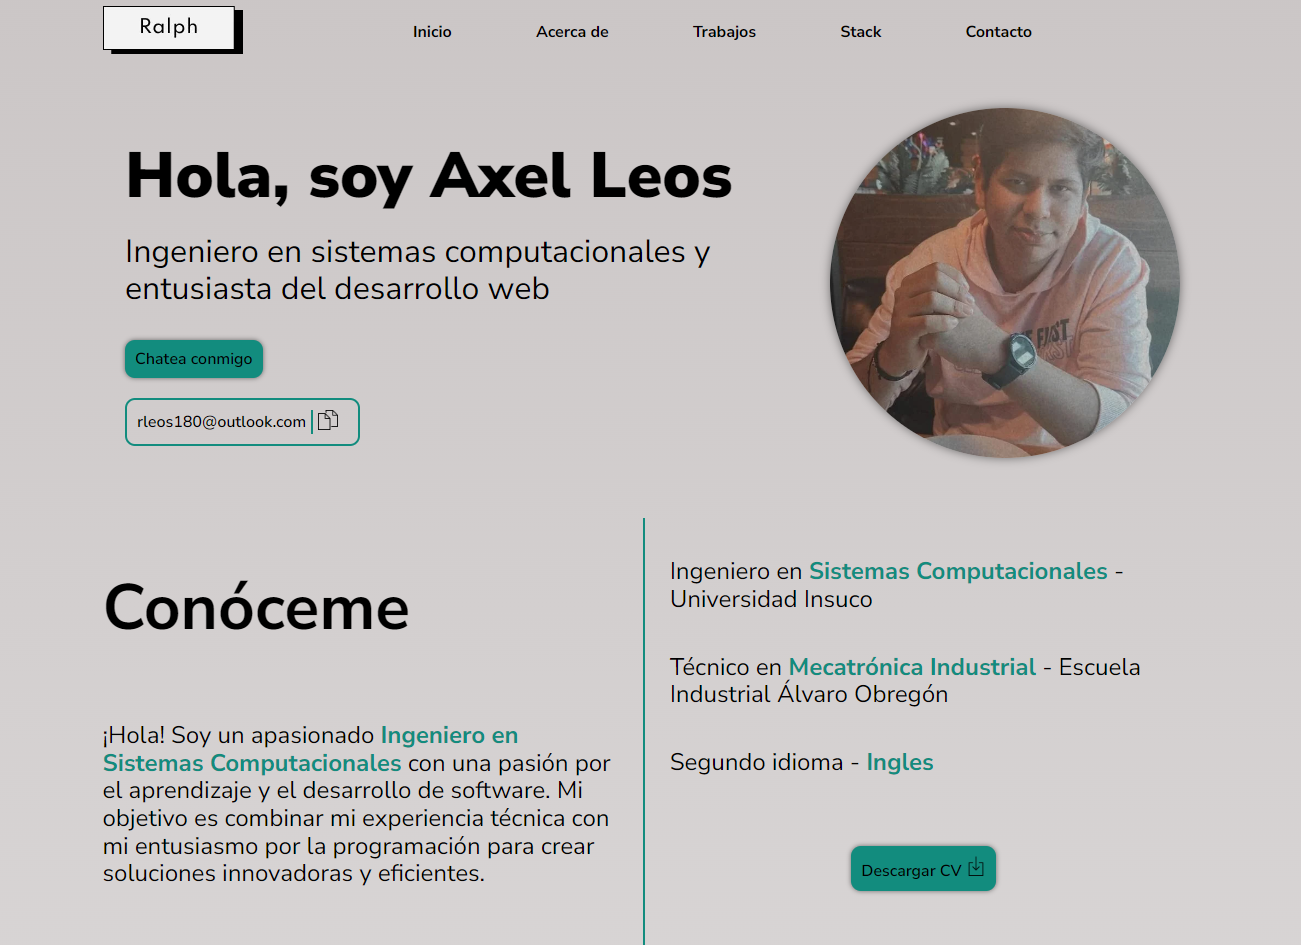 Ralph
Inicio
Acerca de
Trabajos
Stack
Contacto
Hola, soy Axel Leos
Ingeniero en sistemas computacionales y
entusiasta del desarrollo web
Chatea conmigo
rleos180@outlook.com
Conóceme
¡Hola! Soy un apasionado Ingeniero en
Sistemas Computacionales con una pasión por
el aprendizaje y el desarrollo de software. Mi
objetivo es combinar mi experiencia técnica con
mi entusiasmo por la programación para crear
soluciones innovadoras y eficientes.
Ingeniero en Sistemas Computacionales -
Universidad Insuco
Técnico en Mecatrónica Industrial - Escuela
Industrial Álvaro Obregón
Segundo idioma - Ingles
Descargar CV